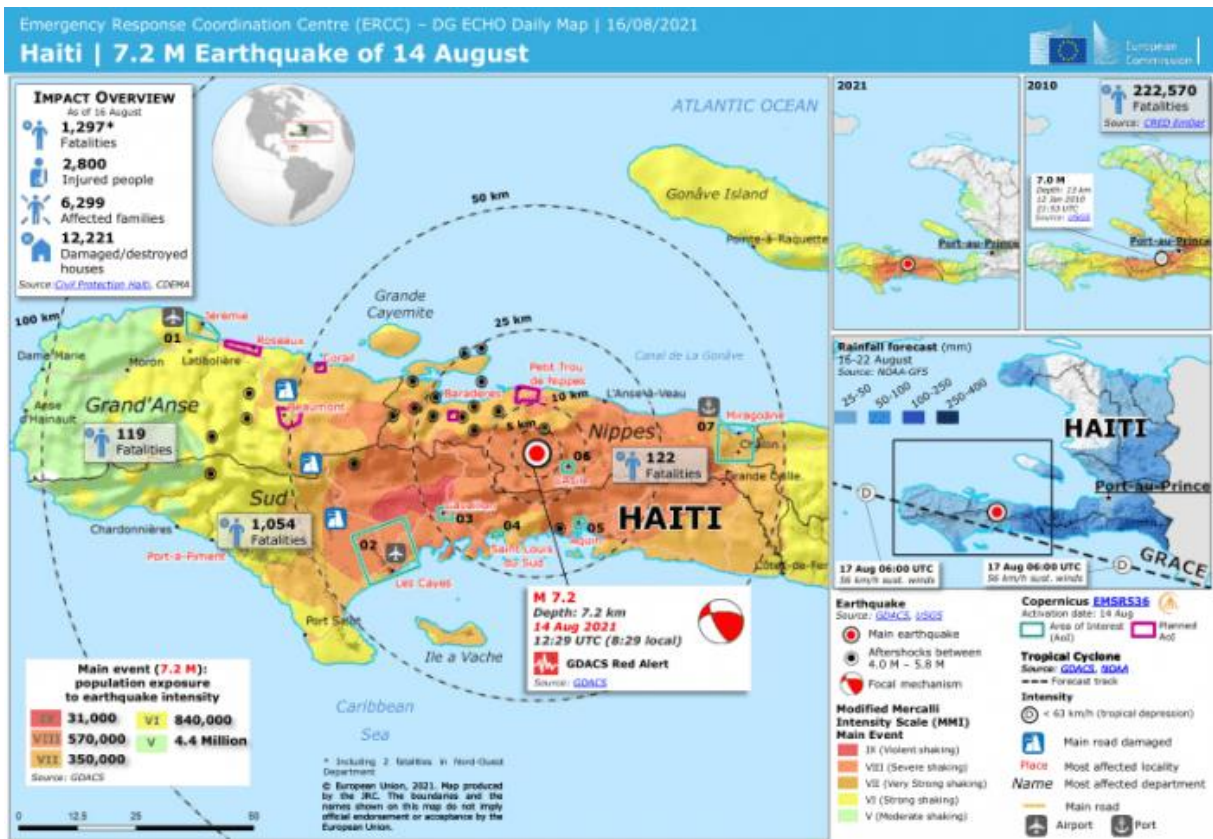 Emergency Response Coordination Centre (ERCC) – DG ECHO Daily Map | 16/08/2021
Haiti | 7.2 M Earthquake of 14 August
European
Commission
IMPACT OVERVIEW
As of 16 August
1,297*
Fatalities
2,800
Injured people
6,299
Affected families
12,221
Damaged/destroyed
houses
Source: Civil Protection Haiti, CDEMA
ATLANTIC OCEAN
50 km
Gonâve Island
Pointe-à-Raquette
Grande
Cayemite
100 km
25 km
Canal de La Gonâve
Jérémie
01
Roseaux
Dame-Marie
Moron
Latibolière
Corail
Petit Trou
de Nippes
Baradères
10 km
L'Anse-à-Veau
Anse
d'Hainault
Grand'Anse
Beaumont
5 km
Nippes
07
Miragoâne
Chalon
119
Fatalities
122
Fatalities
06
Sud
1,054
Fatalities
03
04
05
HAITI
Chardonnières
Port-à-Piment
02
Saint Louis
du Sud
Aquin
Les Cayes
Port Salut
Ile a Vache
Caribbean
Sea
M 7.2
Depth: 7.2 km
14 Aug 2021
12:29 UTC (8:29 local)
GDACS Red Alert
Source: GDACS
Main event (7.2 M):
population exposure
to earthquake intensity
IX 31,000
VIII 570,000
VII 350,000
VI 840,000
V 4.4 Million
Source: GDACS
0 12.5 25 50
* Including 2 fatalities in Nord-Ouest
Department
© European Union, 2021. Map produced
by the JRC. The boundaries and the
names shown on this map do not imply
official endorsement or acceptance by the
European Union.
2021
Port-au-Prince
2010
222,570
Fatalities
Source: CRED EmDat
7.0 M
Depth: 13 km
12 Jan 2010
21:53 UTC
Source: USGS
Port-au-Prince
Rainfall forecast (mm)
16-22 August
Source: NOAA-GFS
25-50
50-100
100-250
250-400
HAITI
Port-au-Prince
D
GRACE
D
17 Aug 06:00 UTC
56 km/h sust. winds
17 Aug 06:00 UTC
56 km/h sust. winds
Earthquake
Source: GDACS, USGS
Main earthquake
Aftershocks between
4.0 M – 5.8 M
Focal mechanism
Modified Mercalli
Intensity Scale (MMI)
Main Event
IX (Violent shaking)
VIII (Severe shaking)
VII (Very Strong shaking)
VI (Strong shaking)
V (Moderate shaking)
Copernicus EMSR536
Activation date: 14 Aug
Area of Interest
(AoI)
Planned
AoI
Tropical Cyclone
Source: GDACS, NOAA
Forecast track
Intensity
D < 63 km/h (tropical depression)
Main road damaged
Place Most affected locality
Name Most affected department
Main road
Airport
Port